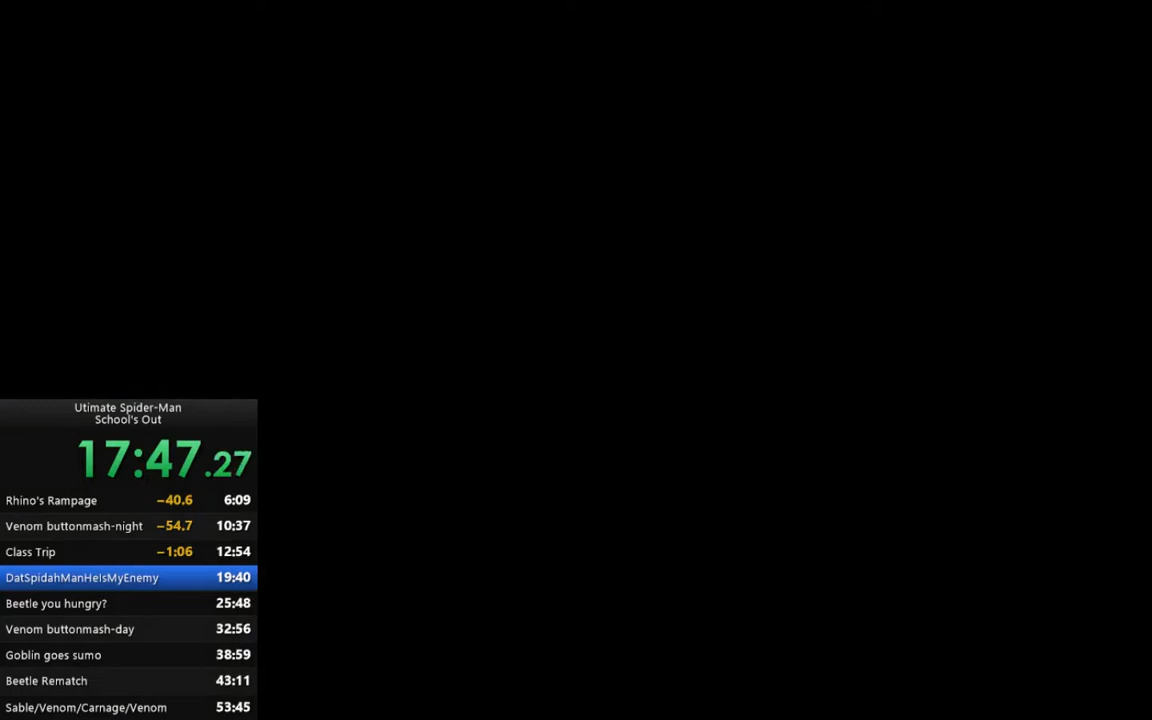 Utimate Spider-Man
School's Out
17:47.27
Rhino's Rampage −40.6 6:09
Venom buttonmash-night −54.7 10:37
Class Trip −1:06 12:54
DatSpidahManHeIsMyEnemy 19:40
Beetle you hungry? 25:48
Venom buttonmash-day 32:56
Goblin goes sumo 38:59
Beetle Rematch 43:11
Sable/Venom/Carnage/Venom 53:45